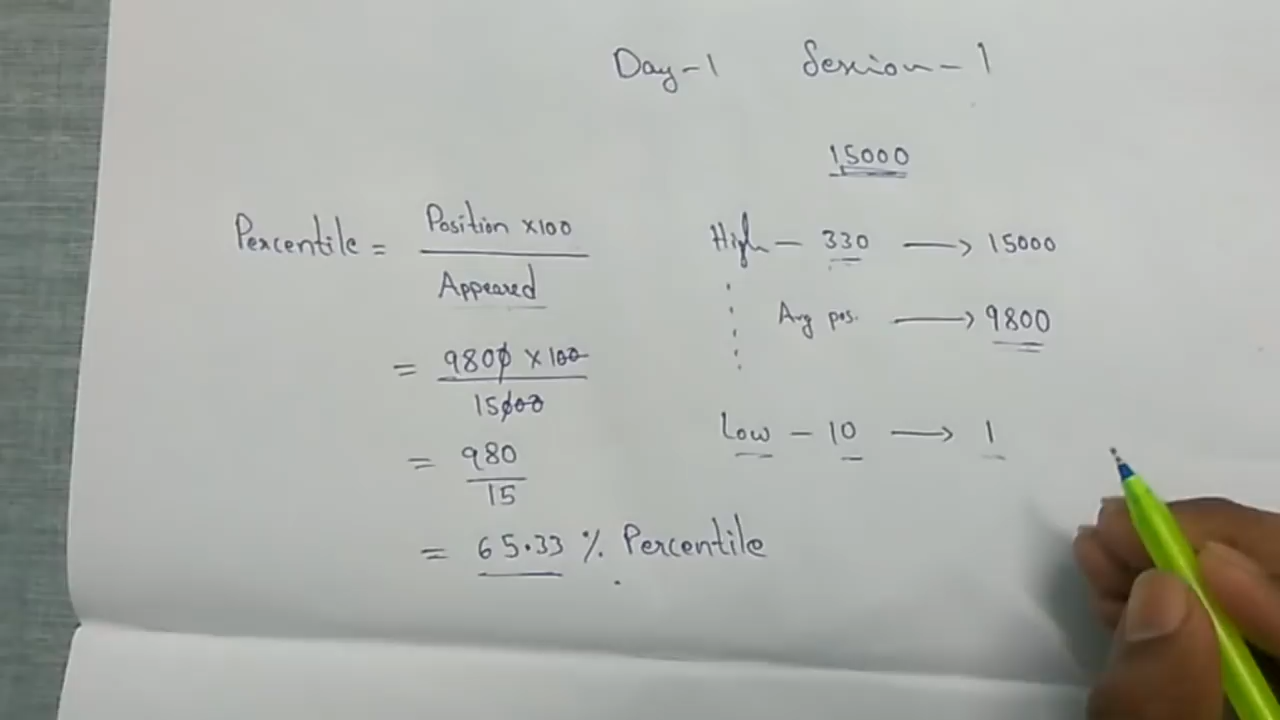 Day-1 Session-1
15000
Percentile = Position x100
Appeared
= 9800 x 100
15000
= 980
15
= 65.33 % Percentile
High - 330 → 15000
Avg pos. → 9800
Low - 10 → 1